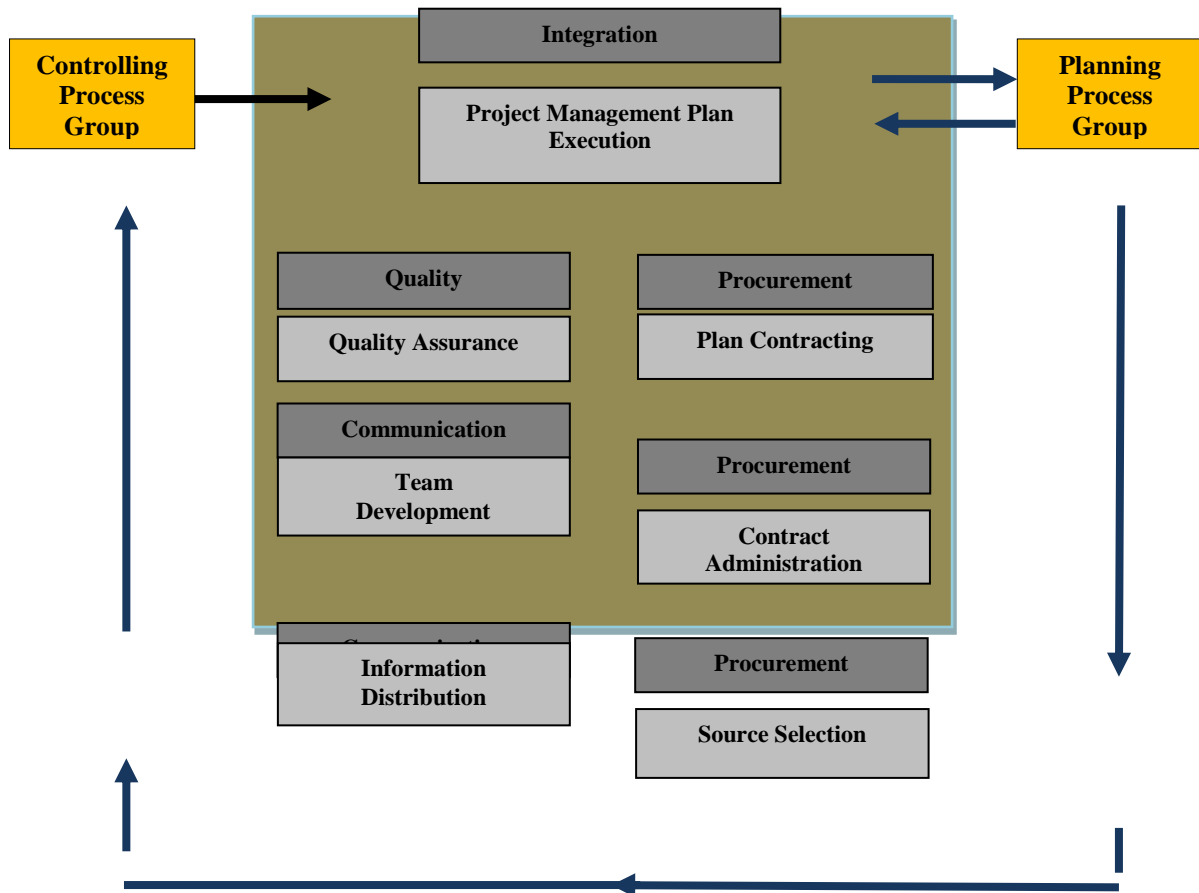 Integration
Controlling
Process
Group
Planning
Process
Group
Project Management Plan
Execution
Quality
Procurement
Quality Assurance
Plan Contracting
Communication
Procurement
Team
Development
Contract
Administration
Information
Distribution
Procurement
Source Selection